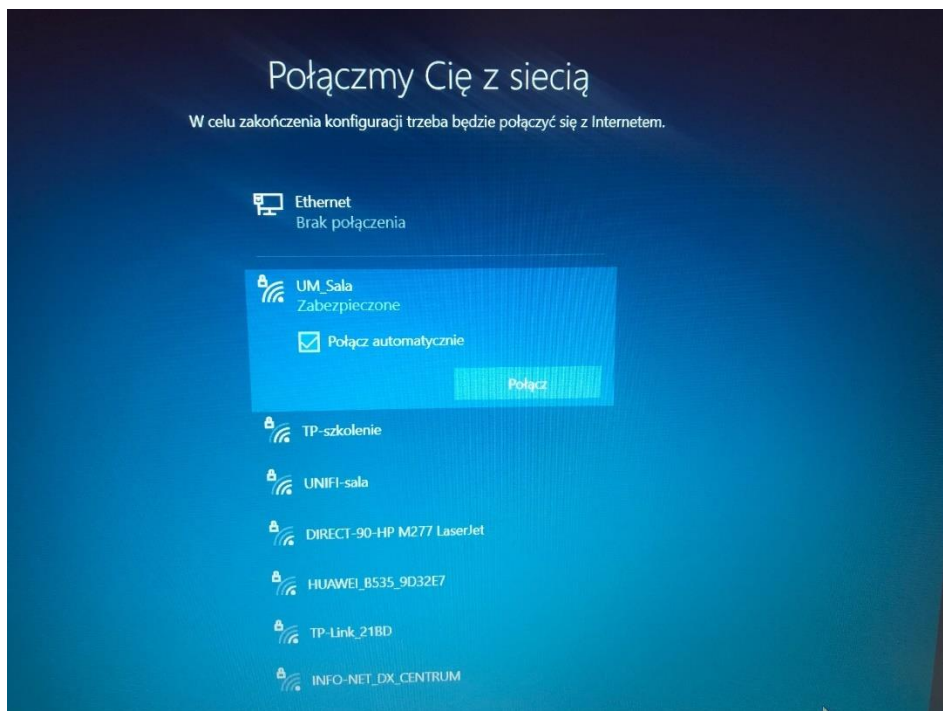 Połączmy Cię z siecią
W celu zakończenia konfiguracji trzeba będzie połączyć się z Internetem.
Ethernet
Brak połączenia
UM_Sala
Zabezpieczone
Połącz automatycznie
Połącz
TP-szkolenie
UNIFI-sala
DIRECT-90-HP M277 LaserJet
HUAWEI_B535_9D32E7
TP-Link_21BD
INFO-NET_DX_CENTRUM